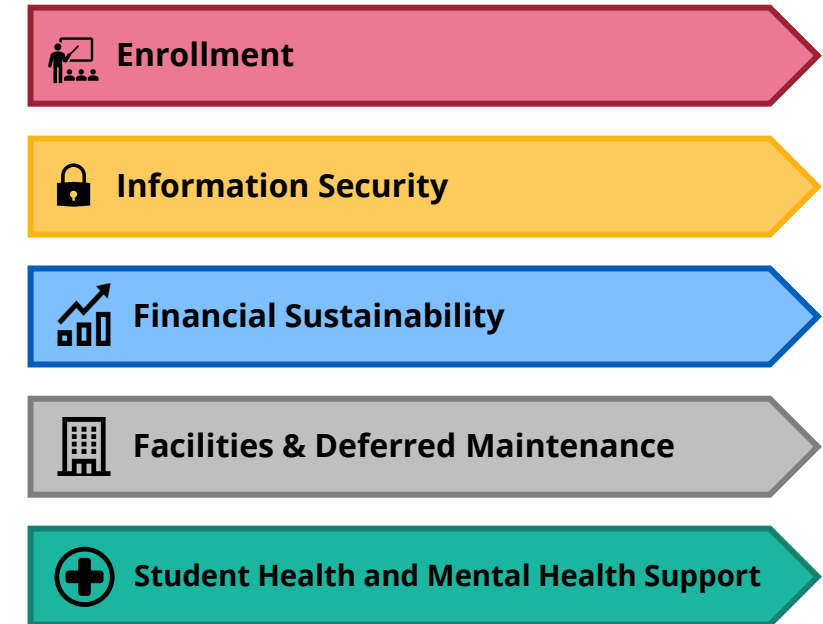 Enrollment
Information Security
Financial Sustainability
Facilities & Deferred Maintenance
Student Health and Mental Health Support